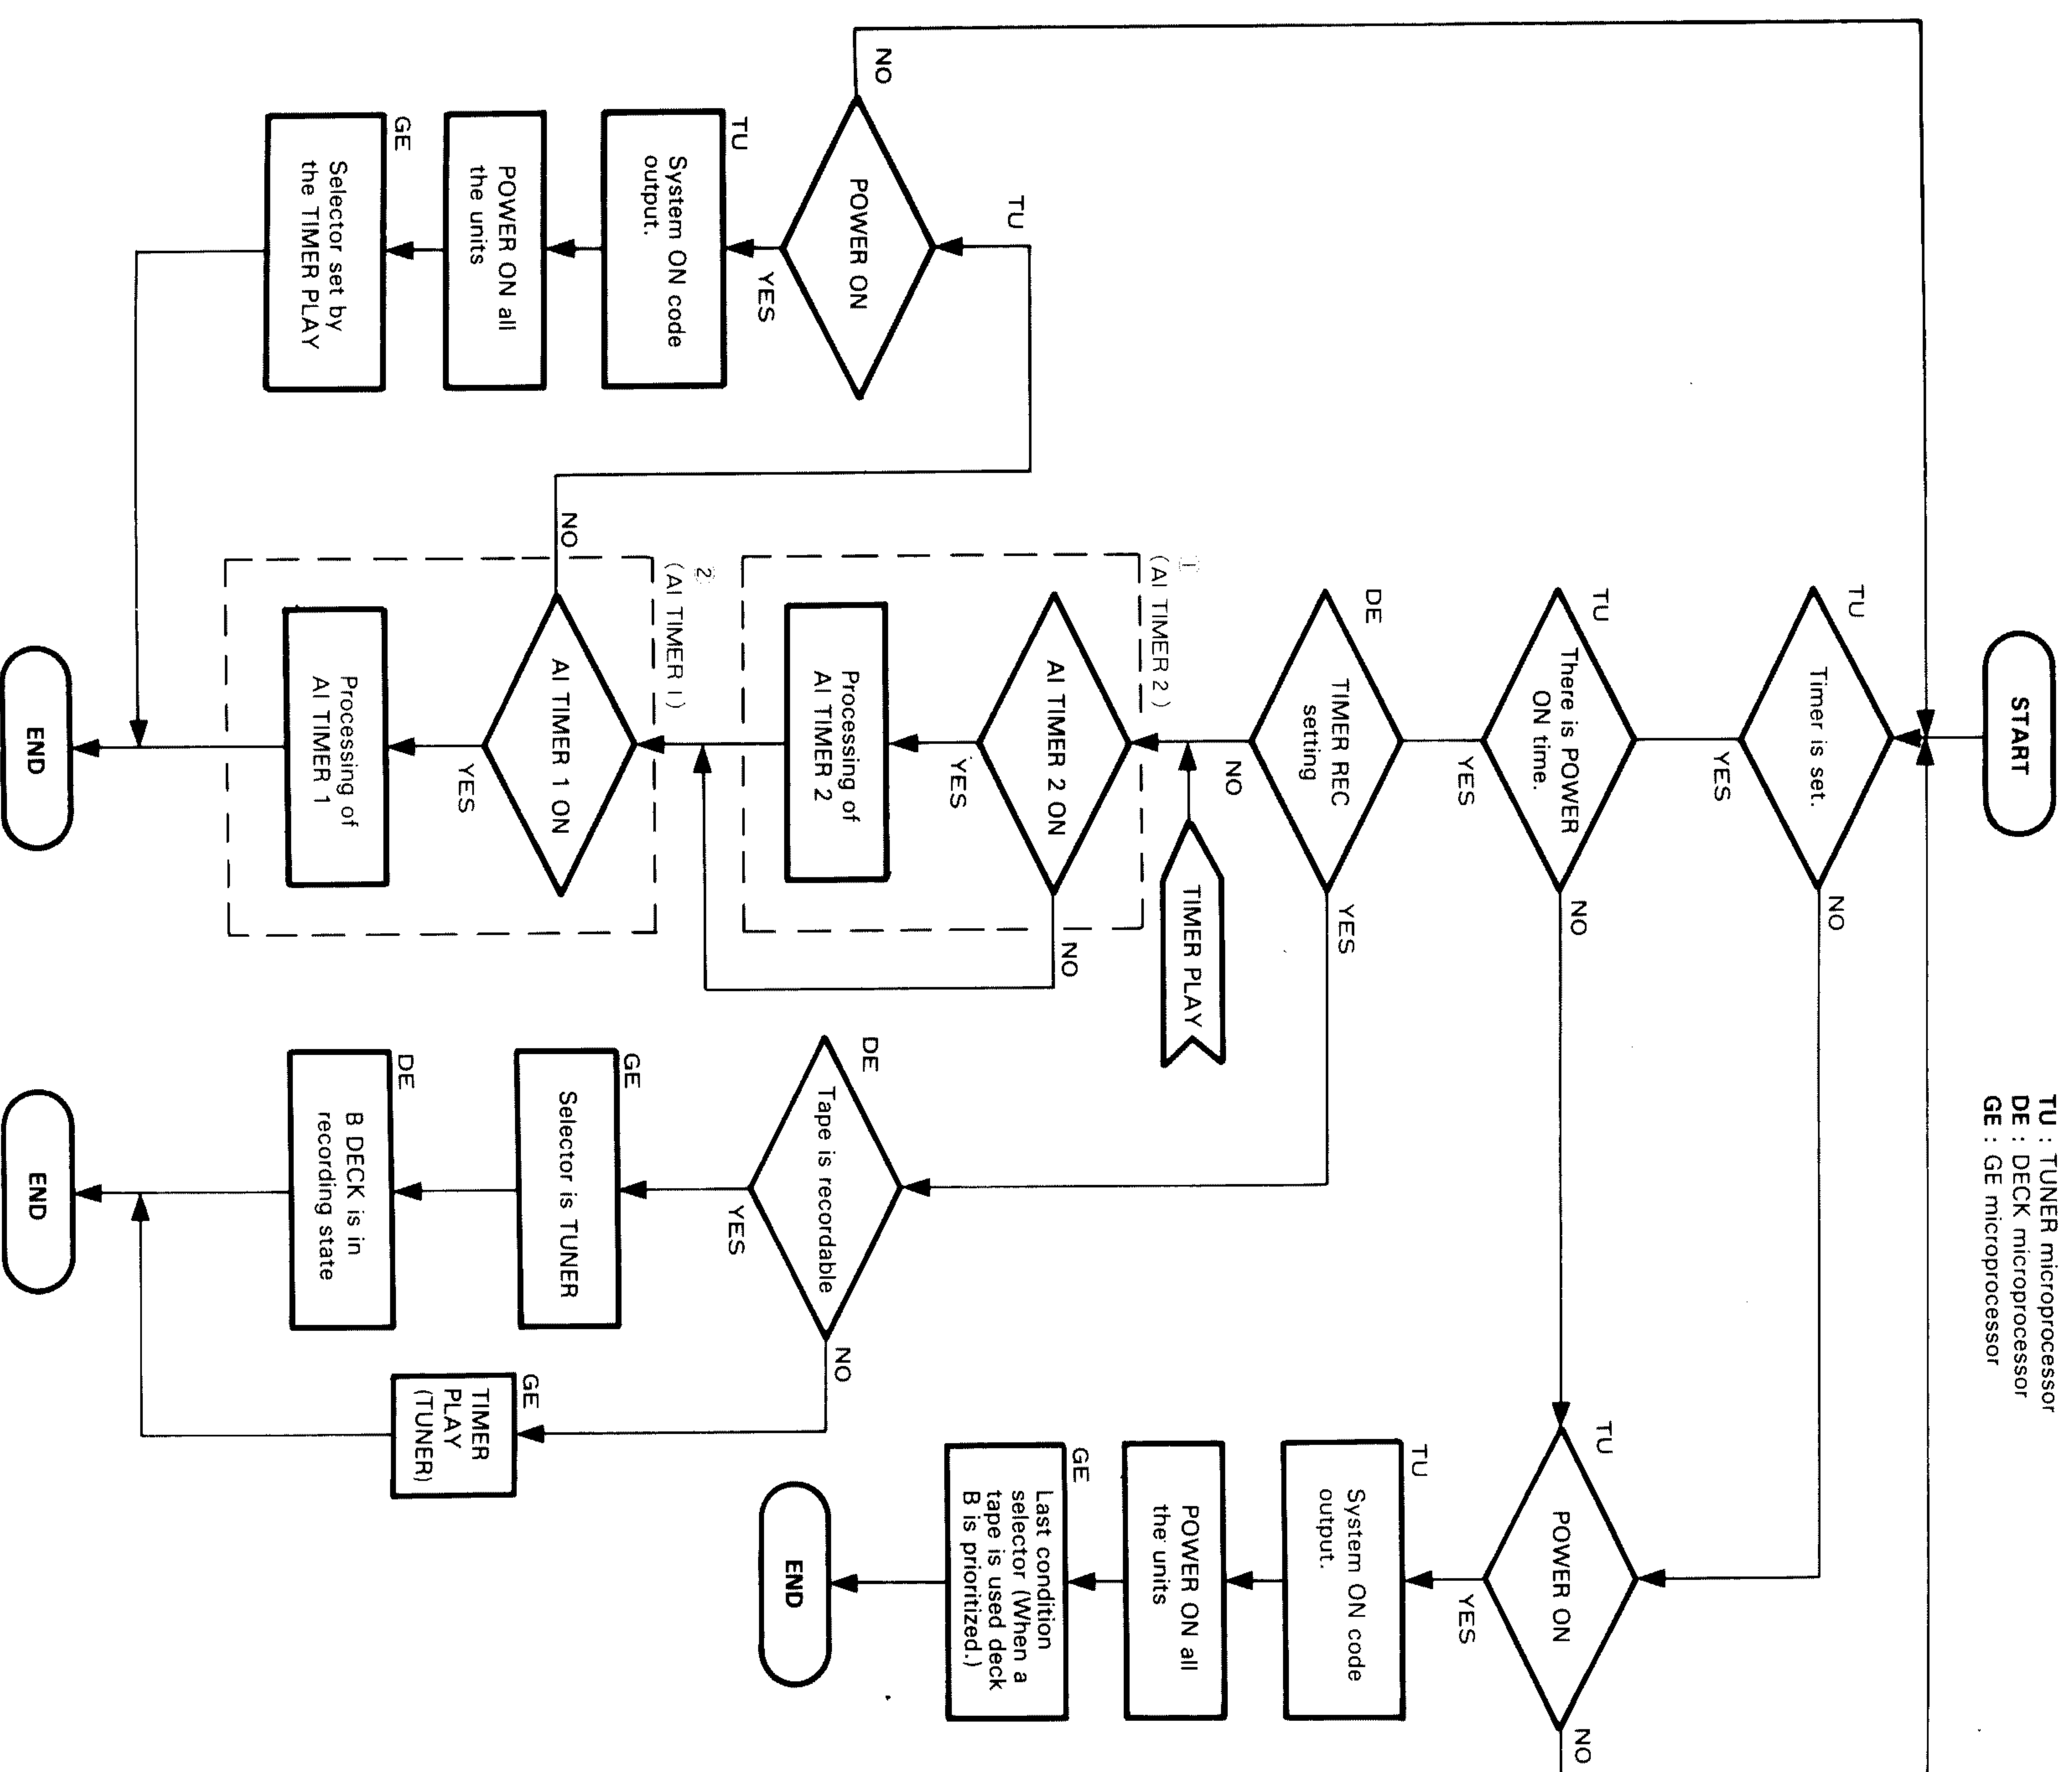 TU : TUNER microprocessor
DE : DECK microprocessor
GE : GE microprocessor
START
TU
Timer is set.
NO
YES
TU
There is POWER
ON time.
NO
YES
DE
TIMER REC
setting
YES
NO
TIMER PLAY
1
(AI TIMER 2)
AI TIMER 2 ON
NO
YES
Processing of
AI TIMER 2
2
(AI TIMER 1)
AI TIMER 1 ON
NO
YES
Processing of
AI TIMER 1
END
TU
POWER ON
NO
YES
TU
System ON code
output.
POWER ON all
the units
GE
Selector set by
the TIMER PLAY
DE
Tape is recordable
NO
YES
GE
Selector is TUNER
DE
B DECK is in
recording state
END
GE
TIMER
PLAY
(TUNER)
TU
POWER ON
NO
YES
TU
System ON code
output.
POWER ON all
the units
GE
Last condition
selector (When a
tape is used deck
B is prioritized.)
END